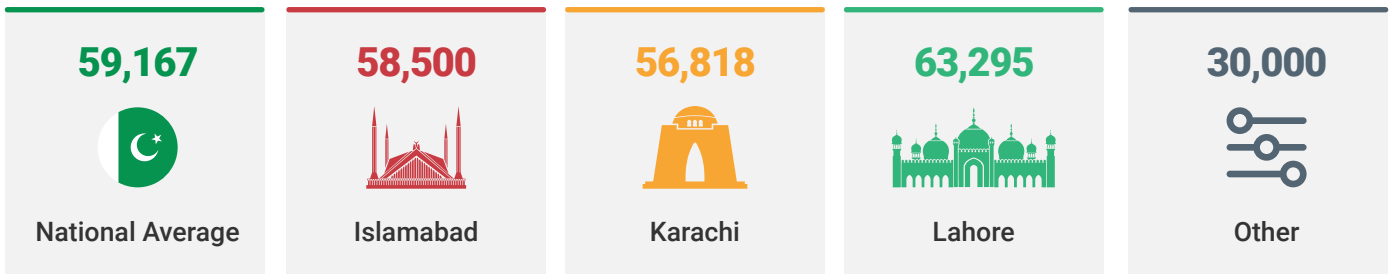 59,167
National Average
58,500
Islamabad
56,818
Karachi
63,295
Lahore
30,000
Other